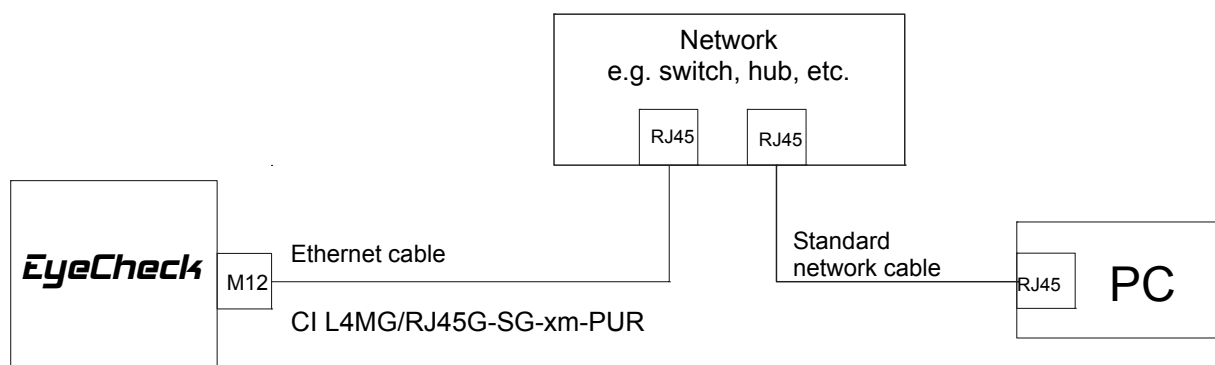 Network
e.g. switch, hub, etc.
RJ45
RJ45
EyeCheck
M12
Ethernet cable
CI L4MG/RJ45G-SG-xm-PUR
Standard
network cable
RJ45
PC